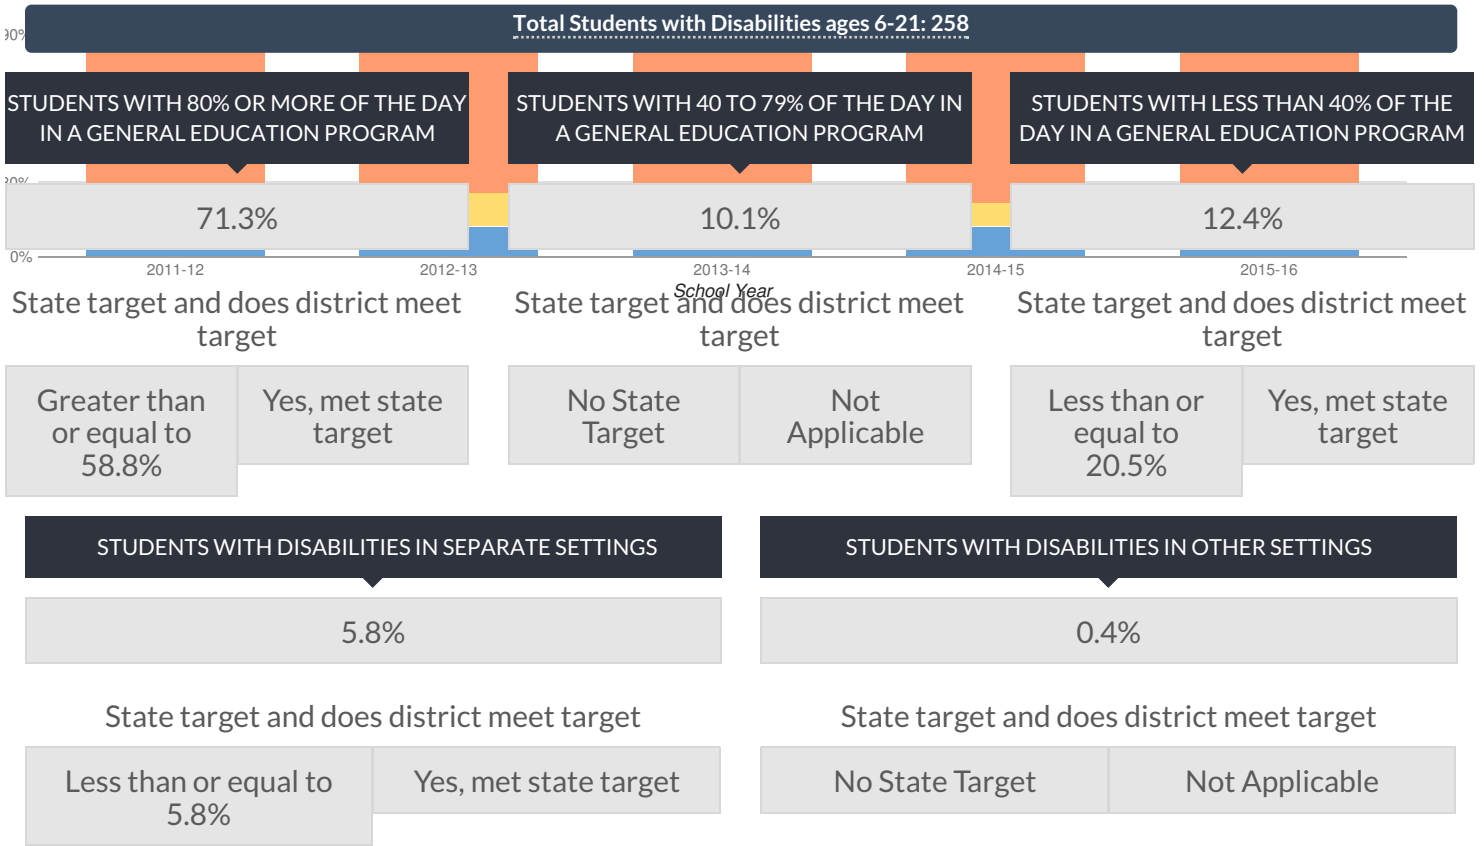 Total Students with Disabilities ages 6-21: 258
STUDENTS WITH 80% OR MORE OF THE DAY
IN A GENERAL EDUCATION PROGRAM
71.3%
State target and does district meet
target
Greater than
or equal to
58.8%
Yes, met state
target
STUDENTS WITH 40 TO 79% OF THE DAY IN
A GENERAL EDUCATION PROGRAM
10.1%
State target and does district meet
target
No State
Target
Not
Applicable
STUDENTS WITH LESS THAN 40% OF THE
DAY IN A GENERAL EDUCATION PROGRAM
12.4%
State target and does district meet
target
Less than or
equal to
20.5%
Yes, met state
target
0%
2011-12
2012-13
2013-14
2014-15
2015-16
School Year
STUDENTS WITH DISABILITIES IN SEPARATE SETTINGS
5.8%
State target and does district meet target
Less than or equal to
5.8%
Yes, met state target
STUDENTS WITH DISABILITIES IN OTHER SETTINGS
0.4%
State target and does district meet target
No State Target
Not Applicable